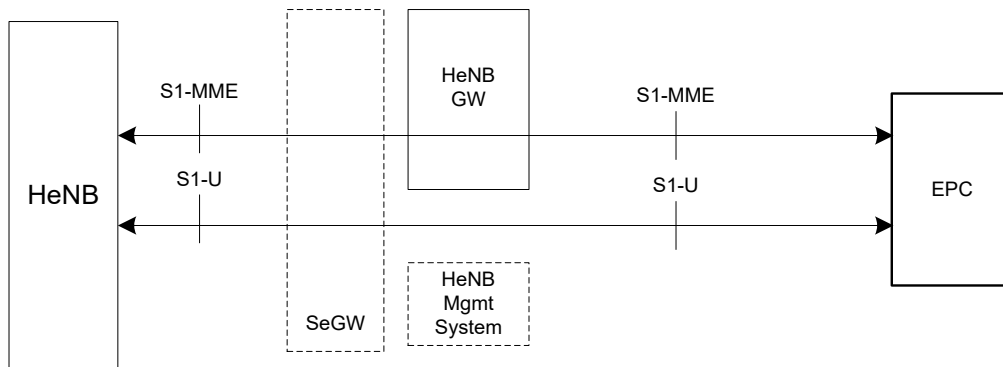 HeNB
GW
S1-MME
S1-MME
HeNB
S1-U
S1-U
EPC
SeGW
HeNB
Mgmt
System